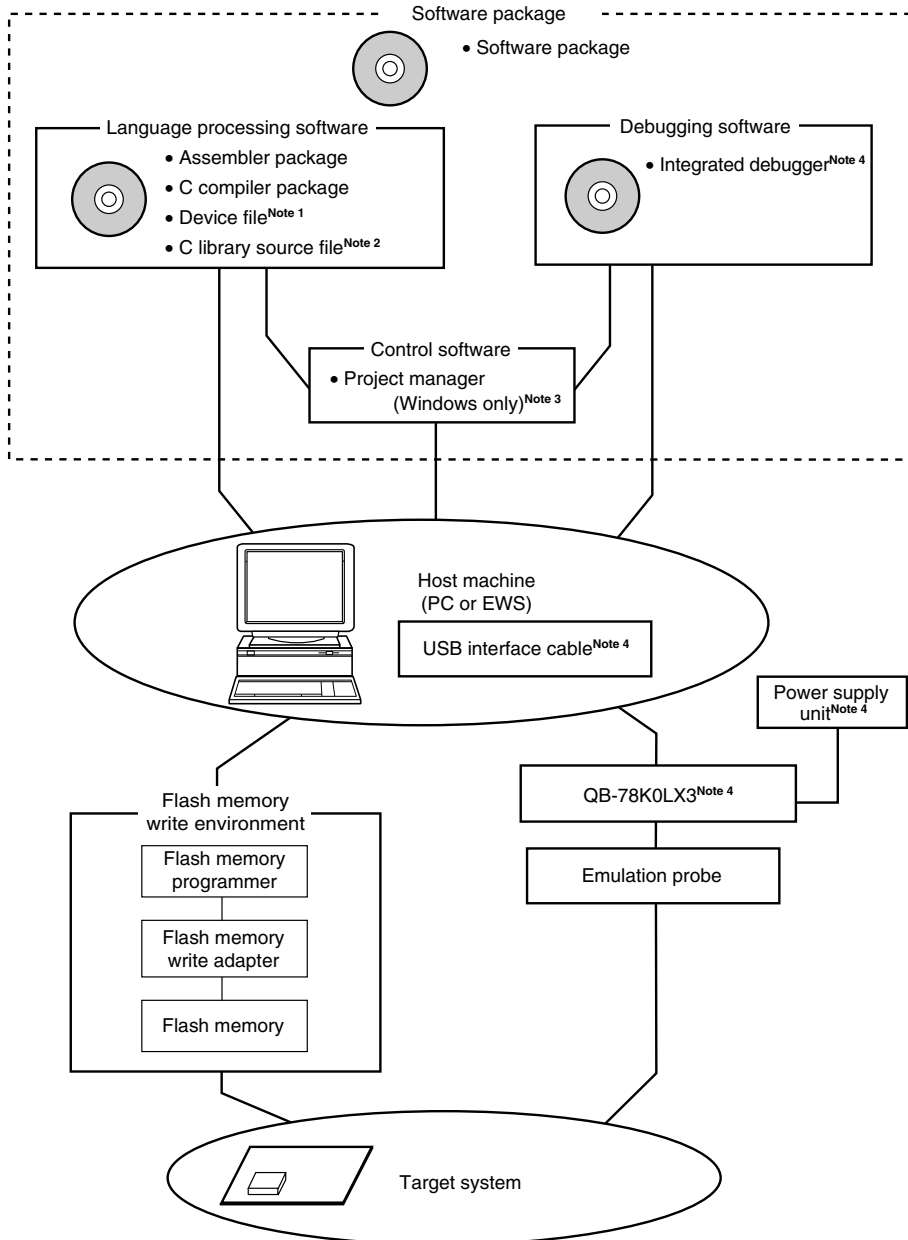 Software package
• Software package
Language processing software
• Assembler package
• C compiler package
• Device fileNote 1
• C library source fileNote 2
Debugging software
• Integrated debuggerNote 4
Control software
• Project manager
(Windows only)Note 3
Host machine
(PC or EWS)
USB interface cableNote 4
Power supply
unitNote 4
QB-78K0LX3Note 4
Emulation probe
Flash memory
write environment
Flash memory
programmer
Flash memory
write adapter
Flash memory
Target system